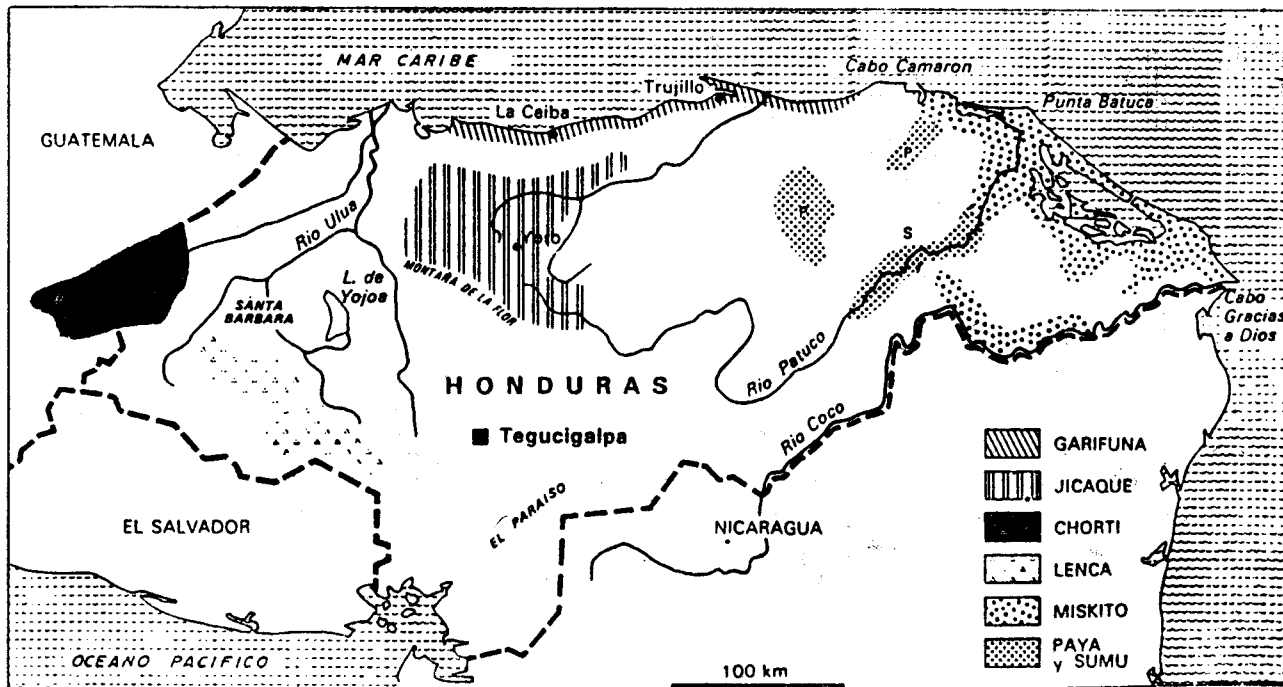 MAR CARIBE
Cabo Camaron
Trujillo
Punta Batuca
La Ceiba
GUATEMALA
P
P
Rio Ulua
Yoro
S
MONTAÑA DE LA FLOR
L. de
Yojoa
SANTA
BARBARA
Cabo
Gracias
a Dios
HONDURAS
Rio Patuco
Rio Coco
Tegucigalpa
GARIFUNA
JICAQUE
EL PARAISO
EL SALVADOR
NICARAGUA
CHORTI
LENCA
MISKITO
PAYA
y SUMU
OCEANO PACIFICO
100 km